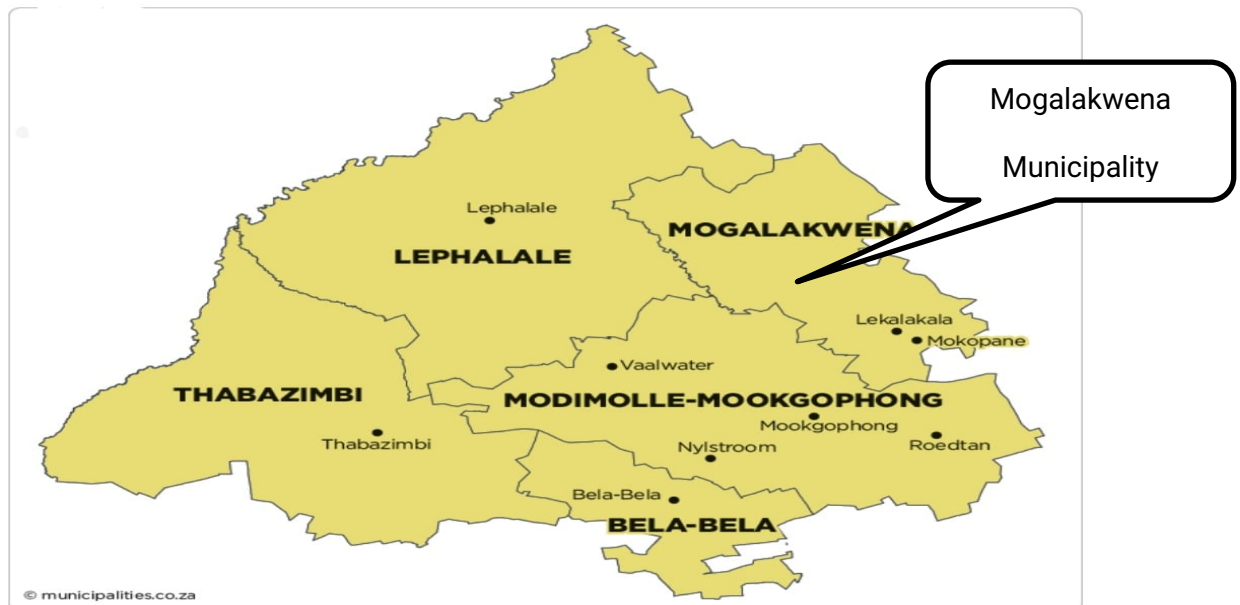 Mogalakwena
Municipality
Lephalale
LEPHALALE
MOGALAKWENA
Lekalakala
Mokopane
Vaalwater
THABAZIMBI
MODIMOLLE-MOOKGOPHONG
Mookgophong
Thabazimbi
Nylstroom
Roedtan
Bela-Bela
BELA-BELA
© municipalities.co.za